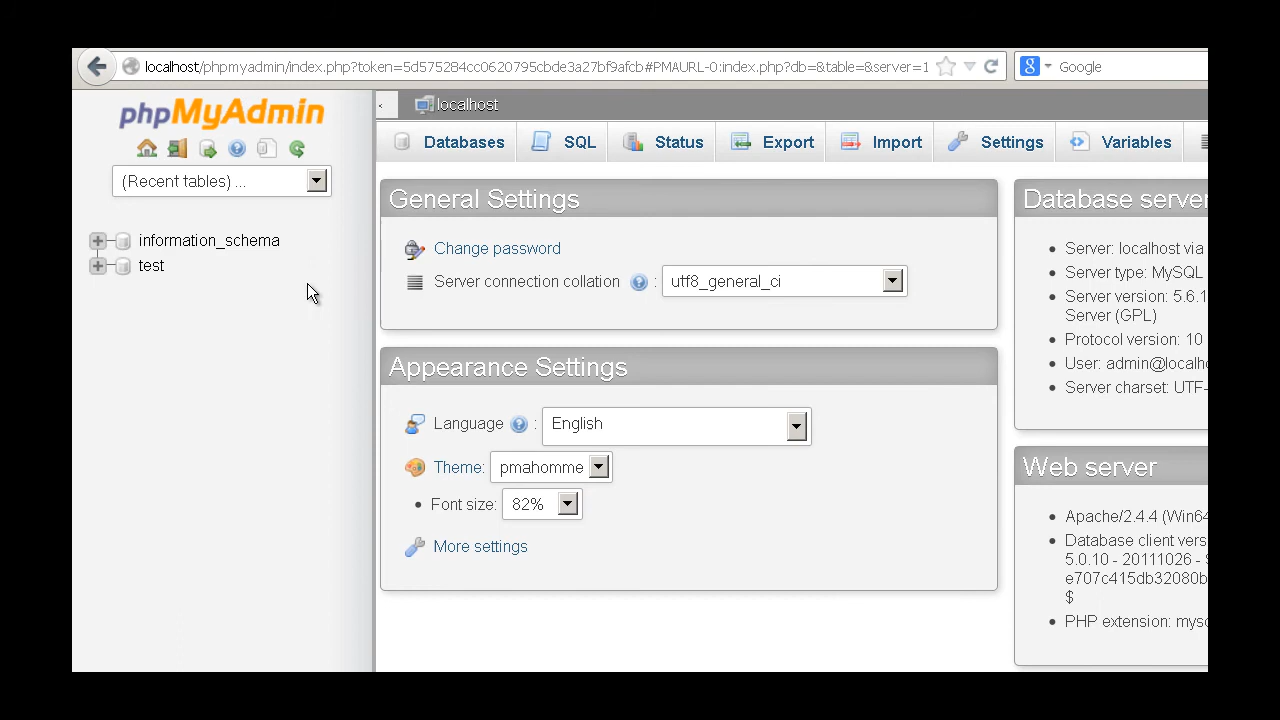 localhost/phpmyadmin/index.php?token=5d575284cc0620795cbde3a27bf9afcb#PMAURL-0:index.php?db=&table=&server=1
Google
phpMyAdmin
localhost
Databases
SQL
Status
Export
Import
Settings
Variables
(Recent tables) ...
information_schema
test
General Settings
Change password
Server connection collation :
utf8_general_ci
Appearance Settings
Language :
English
Theme:
pmahomme
Font size:
82%
More settings
Database server
Server: localhost via
Server type: MySQL
Server version: 5.6.1
Server (GPL)
Protocol version: 10
User: admin@localh
Server charset: UTF-
Web server
Apache/2.4.4 (Win64
Database client vers
5.0.10 - 20111026 -
e707c415db32080b
$
PHP extension: mys